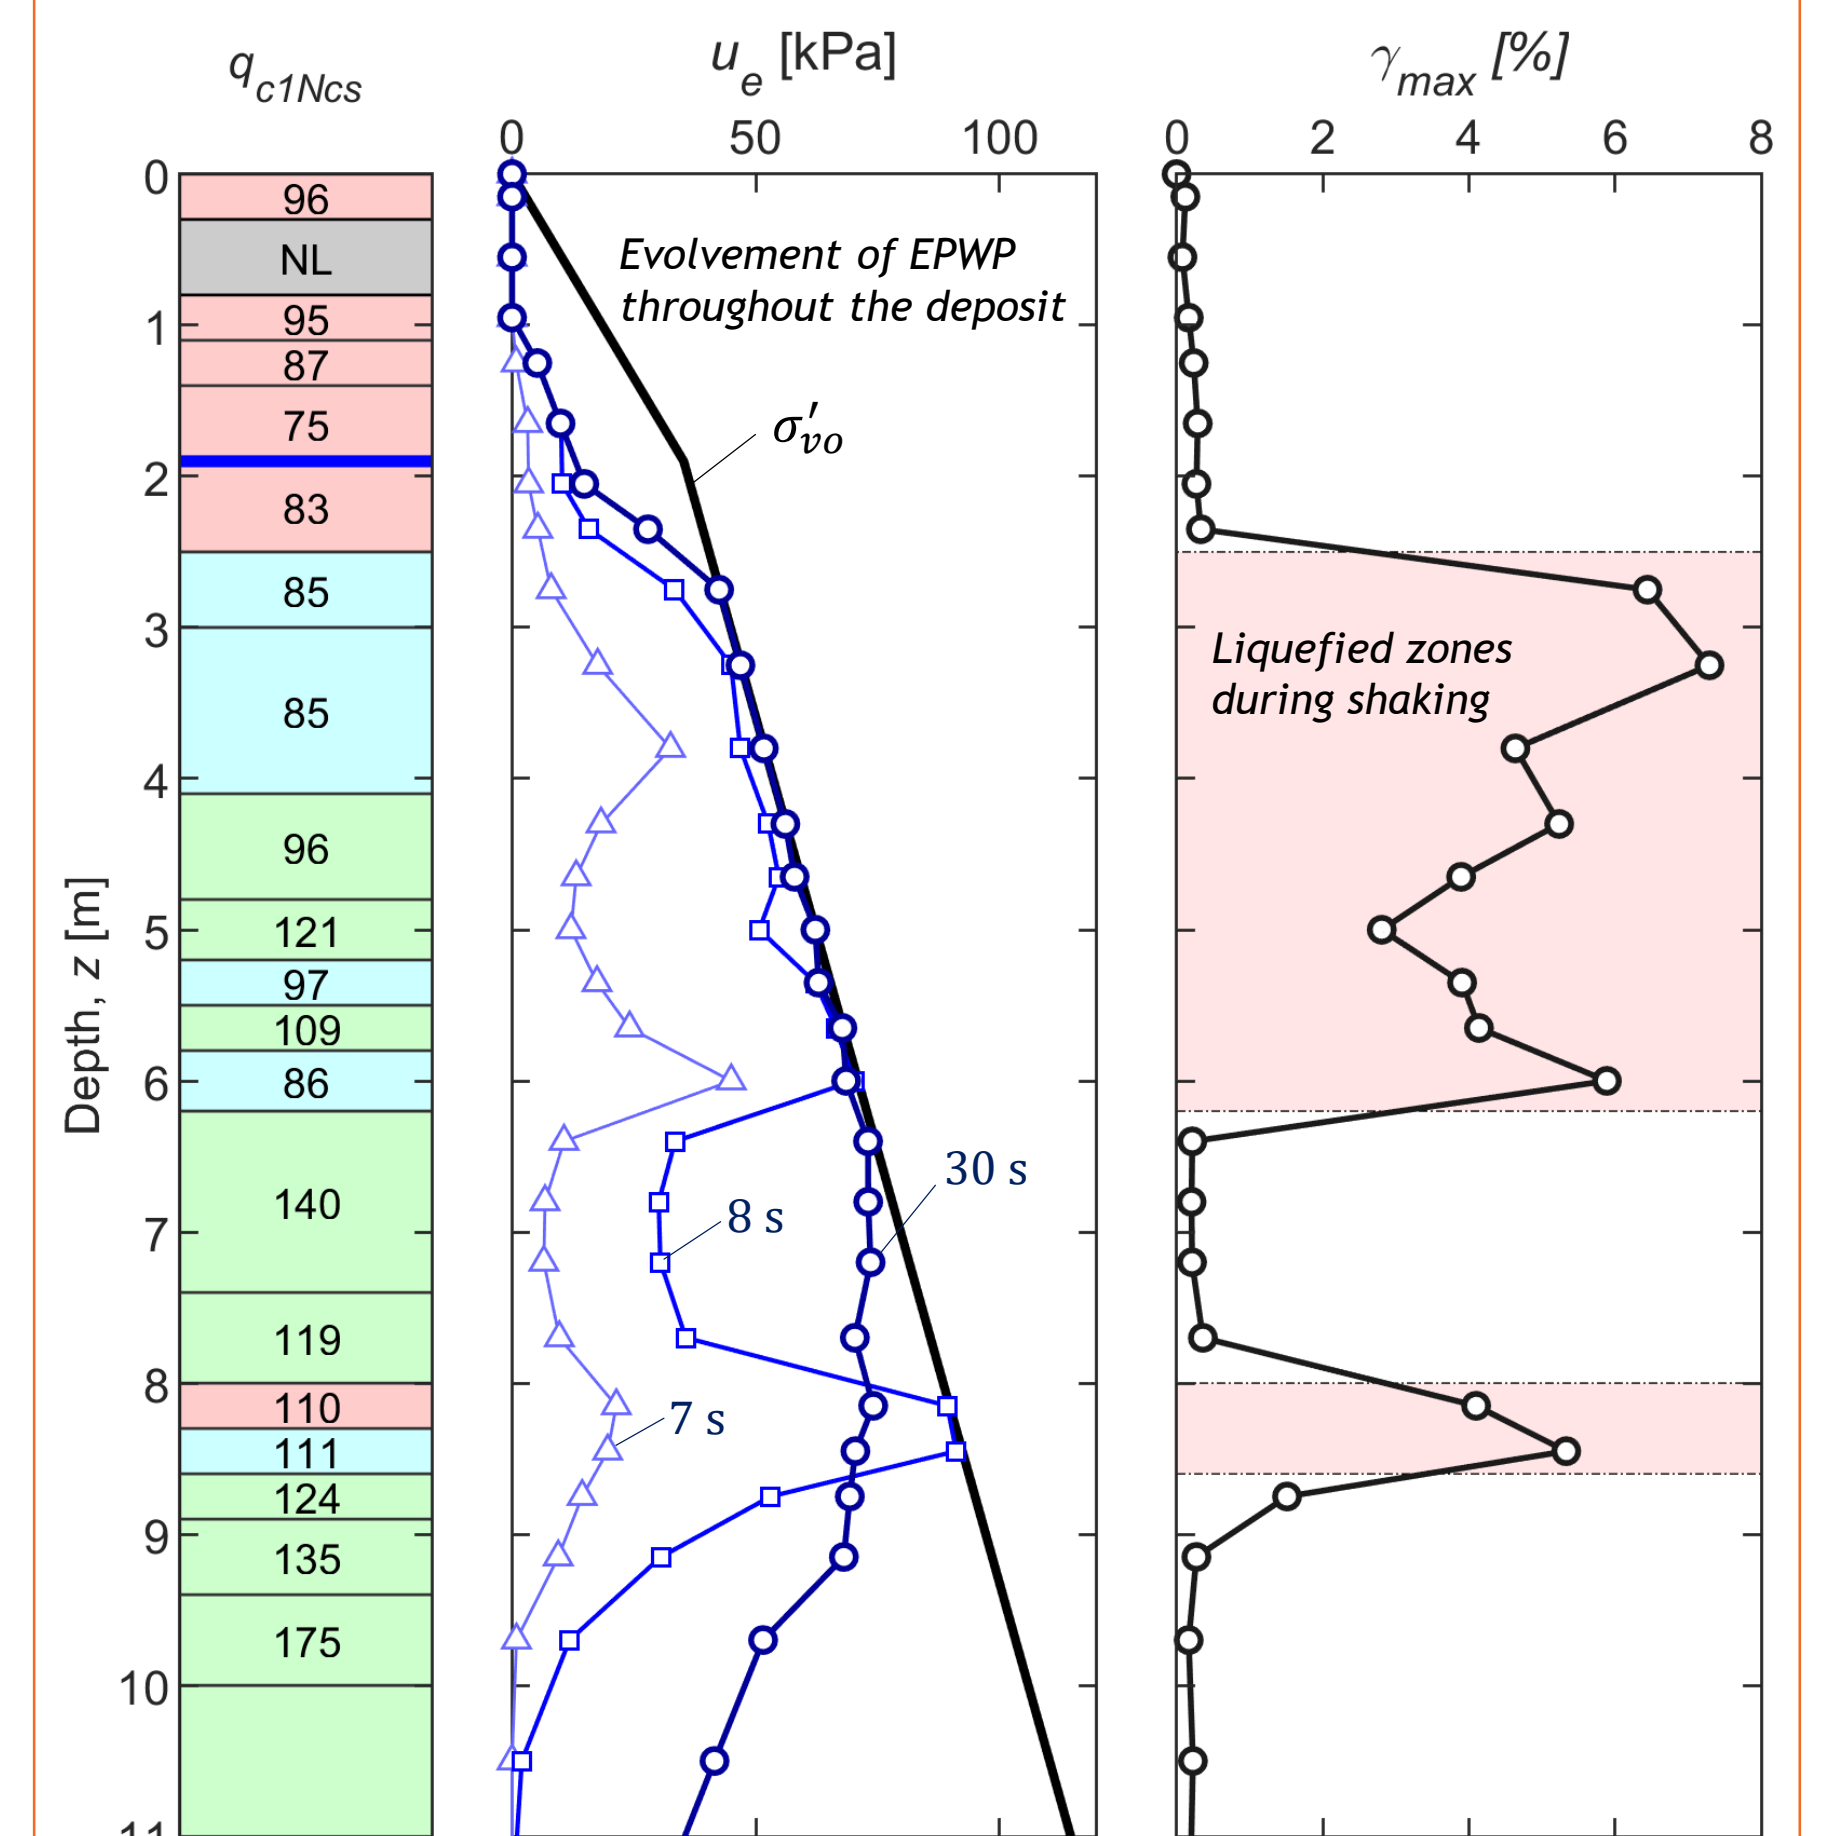 q_c1Ncs
u_e [kPa]
γ_max [%]
0 50 100
0 2 4 6 8
0
1
2
3
4
5
6
7
8
9
10
11
Depth, z [m]
96
NL
95
87
75
83
85
85
96
121
97
109
86
140
119
110
111
124
135
175
Evolvement of EPWP
throughout the deposit
σ′vo
30 s
8 s
7 s
Liquefied zones
during shaking